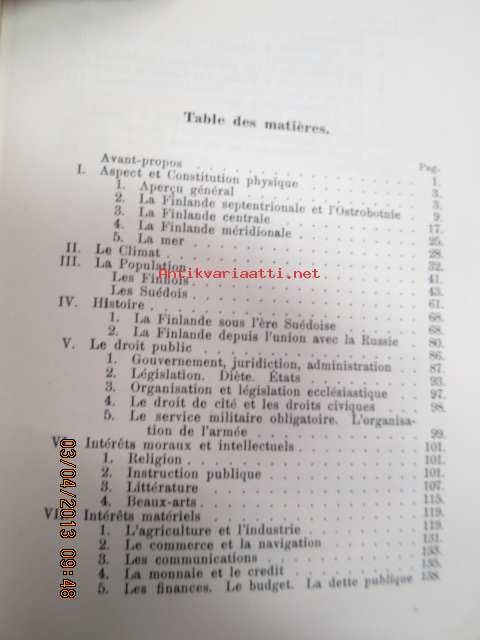 Table des matières.
Pag.
Avant-propos 1.
I. Aspect et Constitution physique 3.
1. Aperçu général 3.
2. La Finlande septentrionale et l'Ostrobotnie 9.
3. La Finlande centrale 17.
4. La Finlande méridionale 25.
5. La mer 28.
II. Le Climat 32.
III. La Population 41.
Les Finnois 43.
Les Suédois 61.
IV. Histoire 68.
1. La Finlande sous l'ère Suédoise 68.
2. La Finlande depuis l'union avec la Russie 80.
V. Le droit public 86.
1. Gouvernement, juridiction, administration 87.
2. Législation. Diète. États 93.
3. Organisation et législation ecclésiastique 97.
4. Le droit de cité et les droits civiques 98.
5. Le service militaire obligatoire. L'organisa-
tion de l'armée 99.
Intérêts moraux et intellectuels 101.
1. Religion 101.
2. Instruction publique 101.
3. Littérature 107.
4. Beaux-arts 115.
Intérêts matériels 119.
1. L'agriculture et l'industrie 119.
2. Le commerce et la navigation 131.
3. Les communications 133.
4. La monnaie et le credit 135.
5. Les finances. Le budget. La dette publique 138.
Antikvariaatti.net
03/04/2013 09:48